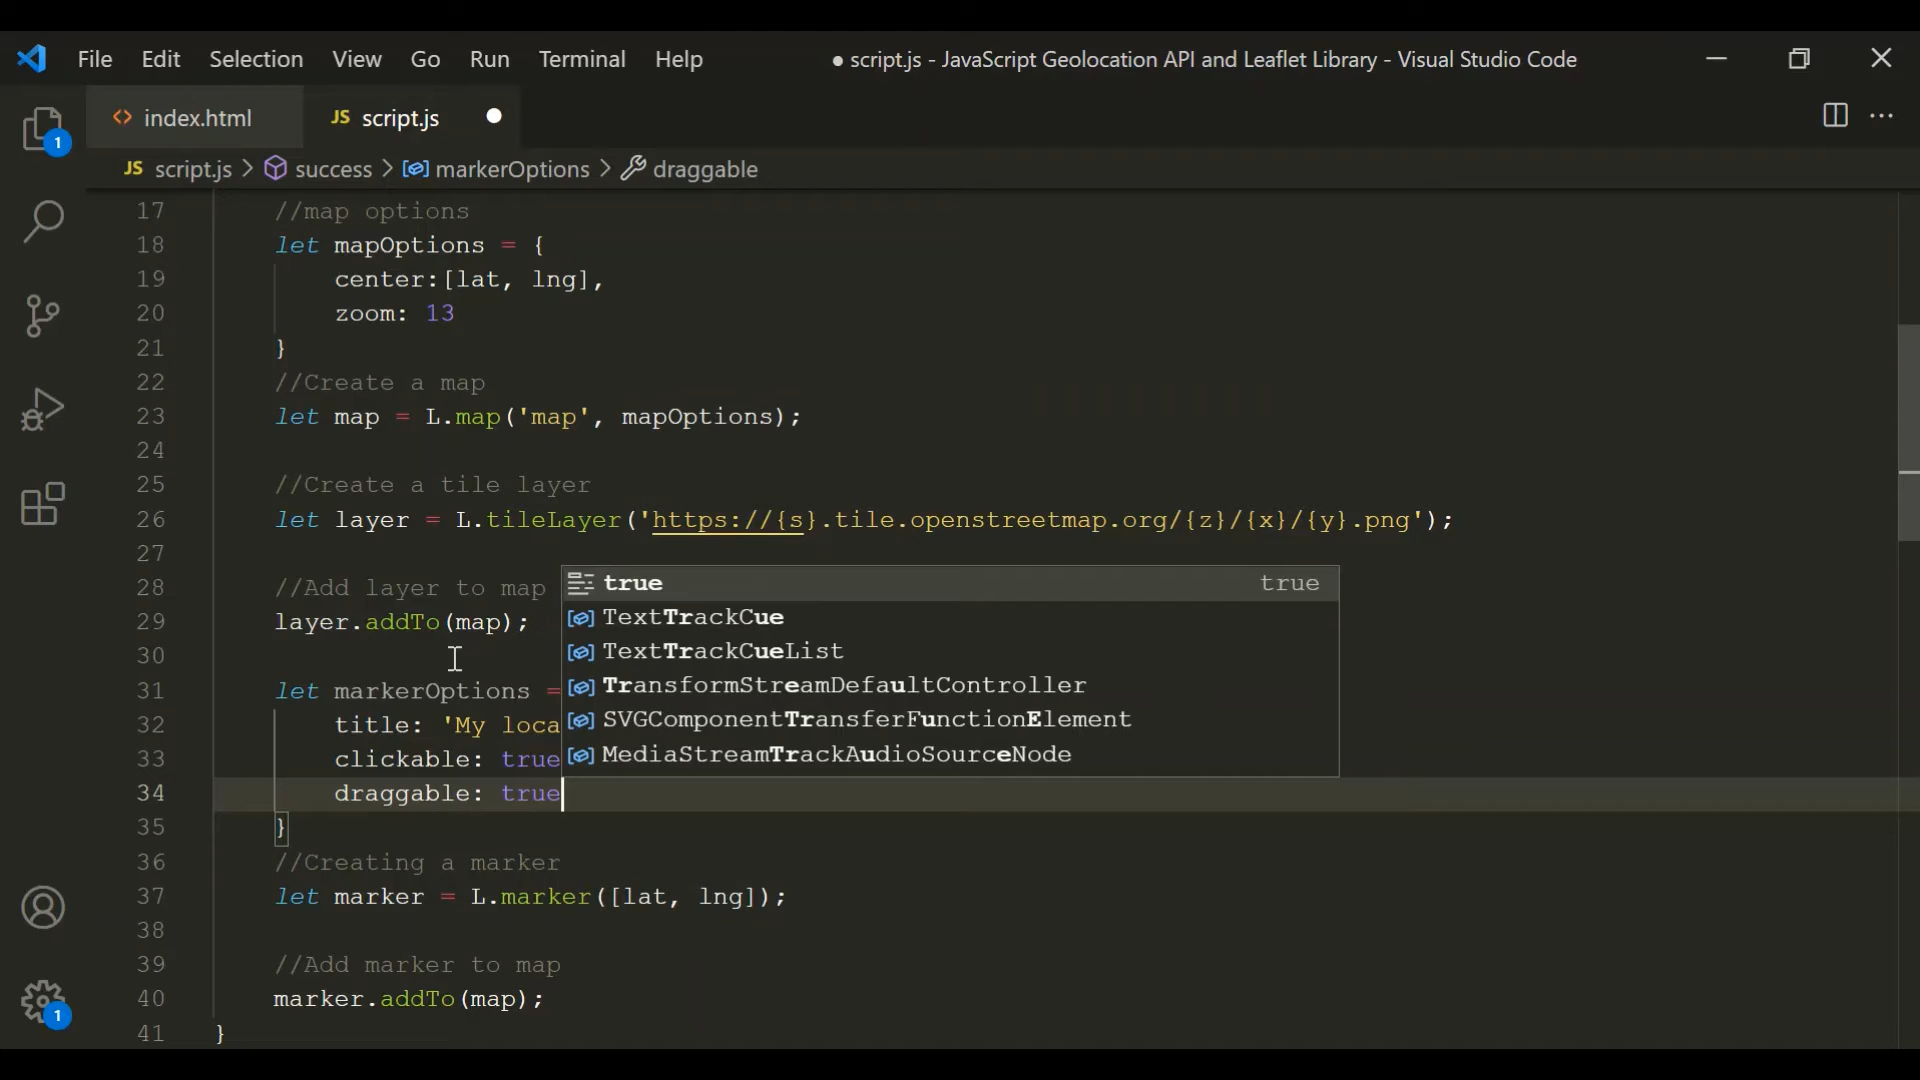 File Edit Selection View Go Run Terminal Help ● script.js - JavaScript Geolocation API and Leaflet Library - Visual Studio Code
<> index.html JS script.js
JS script.js > success > markerOptions > draggable
1
17 //map options
18 let mapOptions = {
19 center:[lat, lng],
20 zoom: 13
21 }
22 //Create a map
23 let map = L.map('map', mapOptions);
24
25 //Create a tile layer
26 let layer = L.tileLayer('https://{s}.tile.openstreetmap.org/{z}/{x}/{y}.png');
27
28 //Add layer to map
29 layer.addTo(map);
30
31 let markerOptions =
32 title: 'My loca
33 clickable: true
34 draggable: true
35 }
36 //Creating a marker
37 let marker = L.marker([lat, lng]);
38
39 //Add marker to map
40 marker.addTo(map);
41 }
true true
TextTrackCue
TextTrackCueList
TransformStreamDefaultController
SVGComponentTransferFunctionElement
MediaStreamTrackAudioSourceNode
1